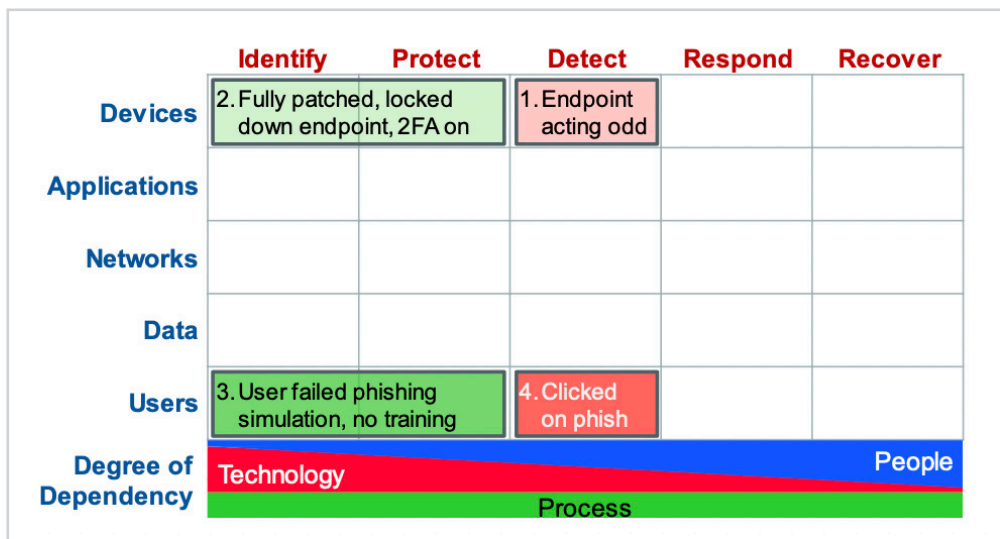 Identify Protect Detect Respond Recover
Devices
2. Fully patched, locked
down endpoint, 2FA on
1. Endpoint
acting odd
Applications
Networks
Data
Users
3. User failed phishing
simulation, no training
4. Clicked
on phish
Degree of
Dependency
Technology
People
Process